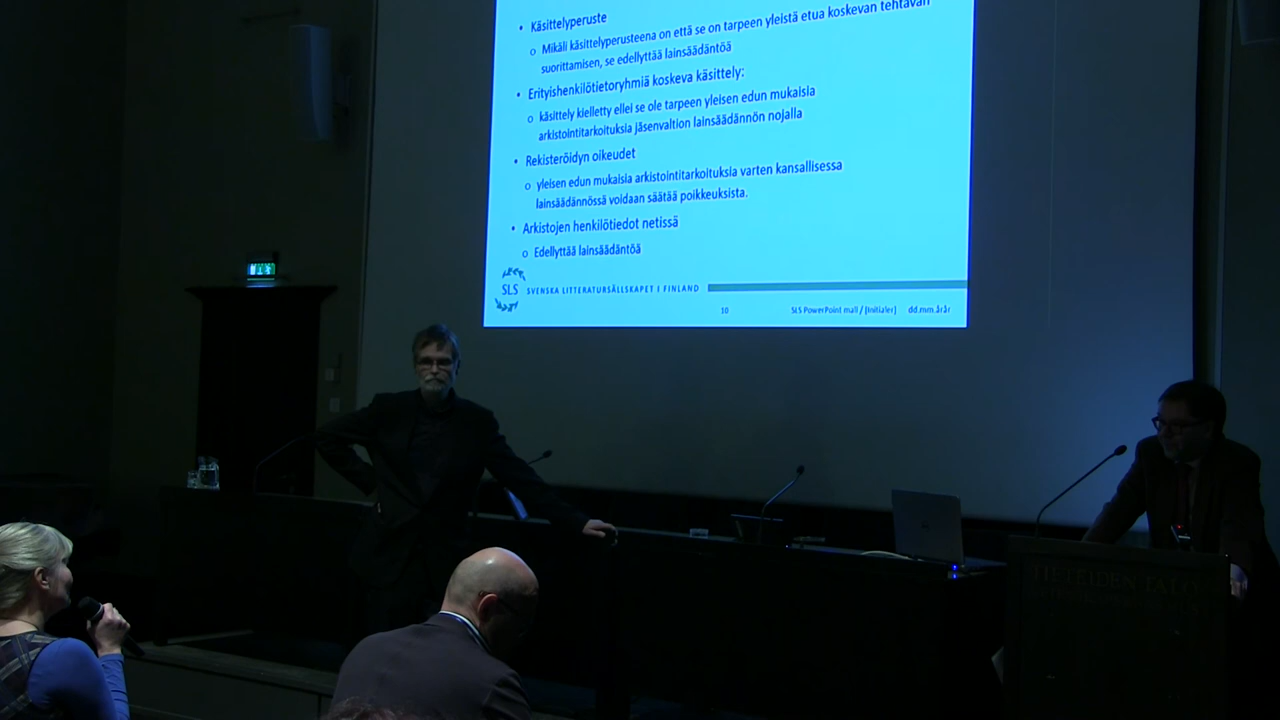 • Käsittelyperuste
o Mikäli käsittelyperusteena on että se on tarpeen yleistä etua koskevan tehtävän
suorittamisen, se edellyttää lainsäädäntöä
• Erityishenkilötietoryhmiä koskeva käsittely:
o käsittely kielletty ellei se ole tarpeen yleisen edun mukaisia
arkistointitarkoituksia jäsenvaltion lainsäädännön nojalla
• Rekisteröidyn oikeudet
o yleisen edun mukaisia arkistointitarkoituksia varten kansallisessa
lainsäädännössä voidaan säätää poikkeuksista.
• Arkistojen henkilötiedot netissä
o Edellyttää lainsäädäntöä
SLS SVENSKA LITTERATURSÄLLSKAPET I FINLAND
10 SLS PowerPoint mall / [Initialer] dd.mm.årår
TIETEIDEN TALO